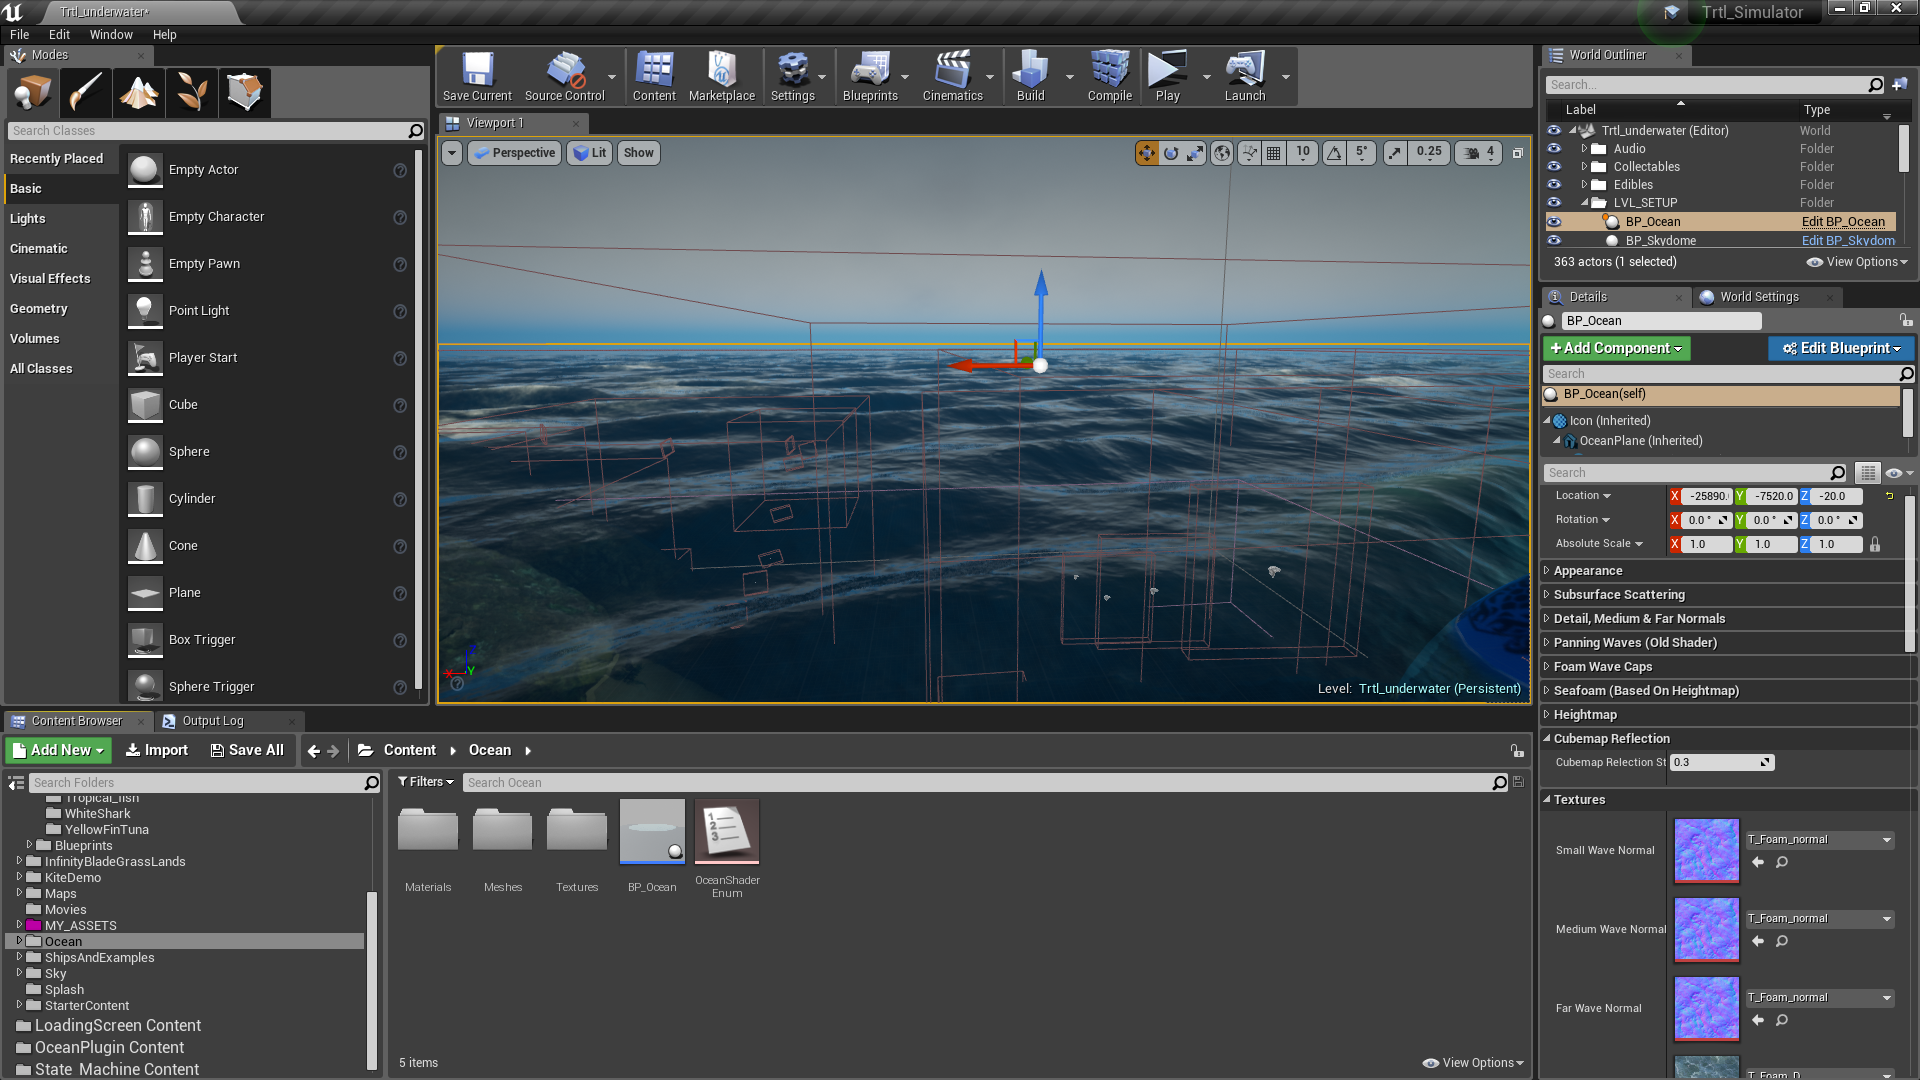 Trtl_underwater*
Trtl_Simulator
File Edit Window Help
Modes
Search Classes
Recently Placed
Basic
Lights
Cinematic
Visual Effects
Geometry
Volumes
All Classes
Empty Actor
Empty Character
Empty Pawn
Point Light
Player Start
Cube
Sphere
Cylinder
Cone
Plane
Box Trigger
Sphere Trigger
Save Current Source Control Content Marketplace Settings Blueprints Cinematics Build Compile Play Launch
Viewport 1
Perspective Lit Show
10 5° 0.25 4
Level: Trtl_underwater (Persistent)
World Outliner
Search...
Label Type
Trtl_underwater (Editor) World
Audio Folder
Collectables Folder
Edibles Folder
LVL_SETUP Folder
BP_Ocean Edit BP_Ocean
BP_Skydome Edit BP_Skydom
363 actors (1 selected) View Options
Details World Settings
BP_Ocean
+Add Component Edit Blueprint
Search
BP_Ocean(self)
Icon (Inherited)
OceanPlane (Inherited)
Search
Location X -25890. Y -7520.0 Z -20.0
Rotation X 0.0 ° Y 0.0 ° Z 0.0 °
Absolute Scale X 1.0 Y 1.0 Z 1.0
Appearance
Subsurface Scattering
Detail, Medium & Far Normals
Panning Waves (Old Shader)
Foam Wave Caps
Seafoam (Based On Heightmap)
Heightmap
Cubemap Reflection
Cubemap Relection St 0.3
Textures
Small Wave Normal T_Foam_normal
Medium Wave Normal T_Foam_normal
Far Wave Normal T_Foam_normal
T_Foam_D
Content Browser Output Log
Add New Import Save All Content Ocean
Search Folders
Tropical_fish
WhiteShark
YellowFinTuna
Blueprints
InfinityBladeGrassLands
KiteDemo
Maps
Movies
MY_ASSETS
Ocean
ShipsAndExamples
Sky
Splash
StarterContent
LoadingScreen Content
OceanPlugin Content
State_Machine Content
Filters Search Ocean
Materials Meshes Textures BP_Ocean OceanShader
Enum
5 items View Options